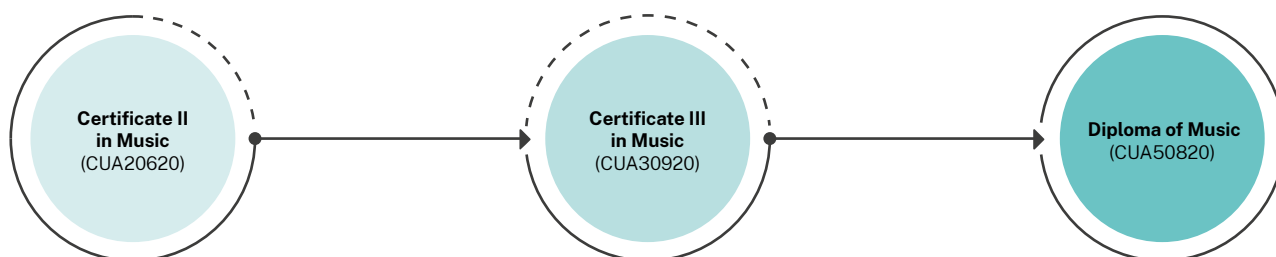 Certificate II
in Music
(CUA20620)
Certificate III
in Music
(CUA30920)
Diploma of Music
(CUA50820)